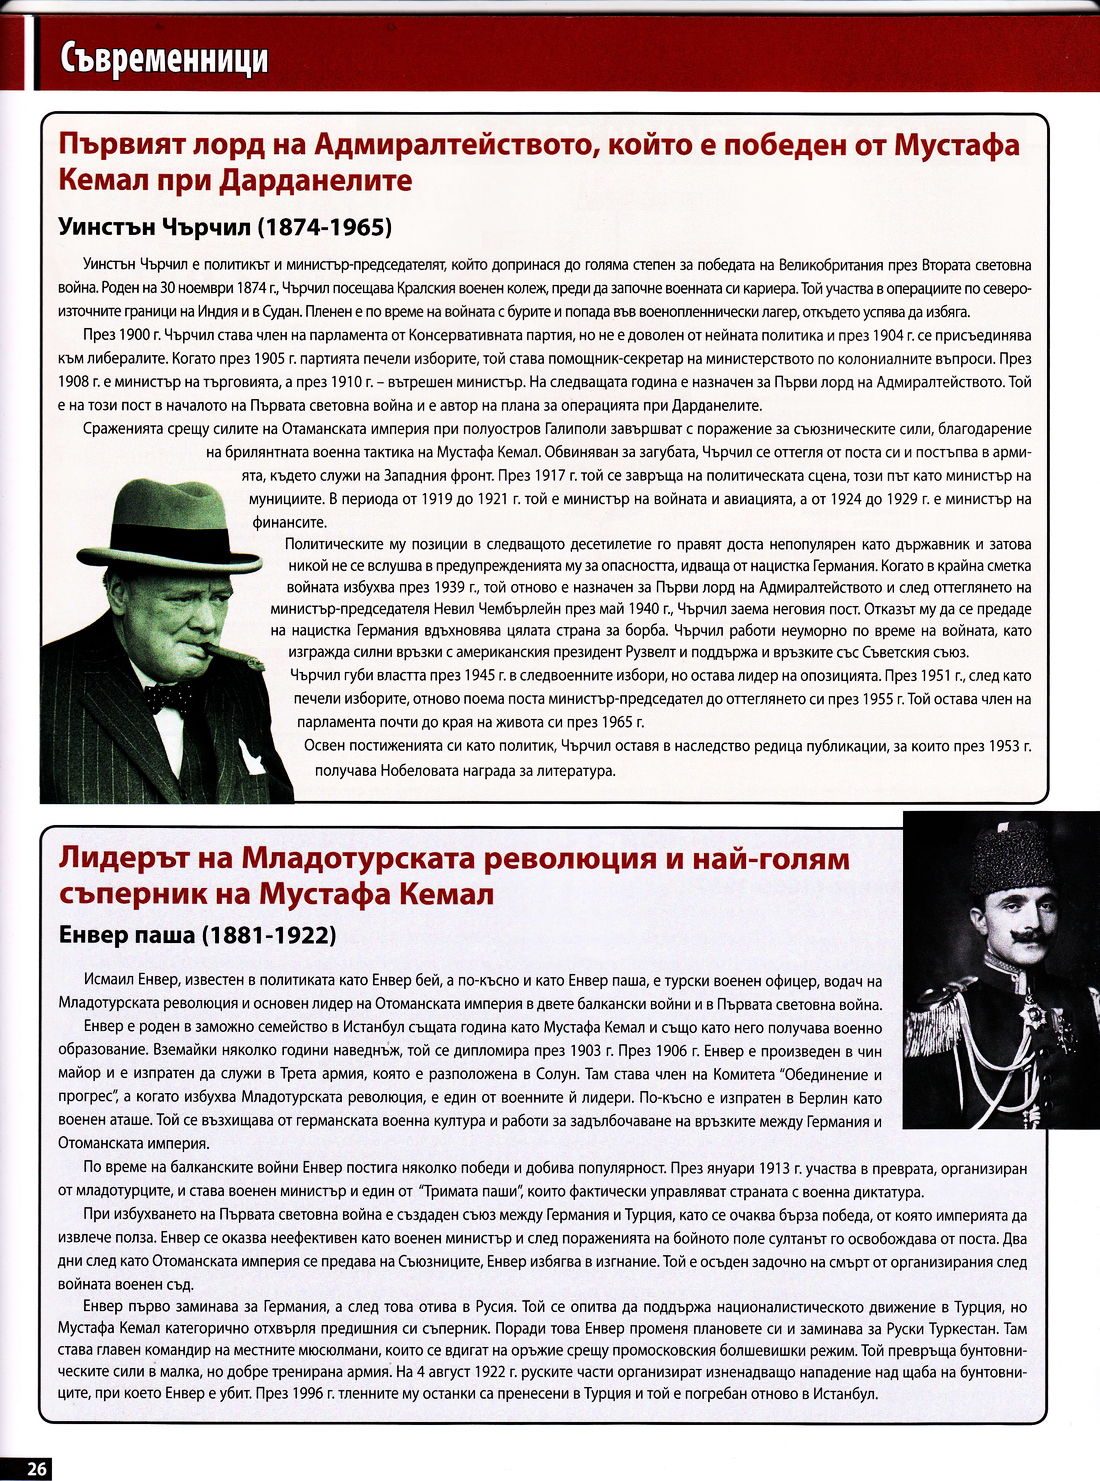 Съвременници
Първият лорд на Адмиралтейството, който е победен от Мустафа
Кемал при Дарданелите
Уинстън Чърчил (1874-1965)
Уинстън Чърчил е политикът и министър-председателят, който допринася до голяма степен за победата на Великобритания през Втората световна
война. Роден на 30 ноември 1874 г., Чърчил посещава Кралския военен колеж, преди да започне военната си кариера. Той участва в операциите по северо-
източните граници на Индия и в Судан. Пленен е по време на войната с бурите и попада във военопленнически лагер, откъдето успява да избяга.
През 1900 г. Чърчил става член на парламента от Консервативната партия, но не е доволен от нейната политика и през 1904 г. се присъединява
към либералите. Когато през 1905 г. партията печели изборите, той става помощник-секретар на министерството по колониалните въпроси. През
1908 г. е министър на търговията, а през 1910 г. – вътрешен министър. На следващата година е назначен за Първи лорд на Адмиралтейството. Той
е на този пост в началото на Първата световна война и е автор на плана за операцията при Дарданелите.
Сраженията срещу силите на Отаманската империя при полуостров Галиполи завършват с поражение за съюзническите сили, благодарение
на брилянтната военна тактика на Мустафа Кемал. Обвиняван за загубата, Чърчил се оттегля от поста си и постъпва в арми-
ята, където служи на Западния фронт. През 1917 г. той се завръща на политическата сцена, този път като министър на
мунициите. В периода от 1919 до 1921 г. той е министър на войната и авиацията, а от 1924 до 1929 г. е министър на
финансите.
Политическите му позиции в следващото десетилетие го правят доста непопулярен като държавник и затова
никой не се вслушва в предупрежденията му за опасността, идваща от нацистка Германия. Когато в крайна сметка
войната избухва през 1939 г., той отново е назначен за Първи лорд на Адмиралтейството и след оттеглянето на
министър-председателя Невил Чембърлейн през май 1940 г., Чърчил заема неговия пост. Отказът му да се предаде
на нацистка Германия вдъхновява цялата страна за борба. Чърчил работи неуморно по време на войната, като
изгражда силни връзки с американския президент Рузвелт и поддържа и връзките със Съветския съюз.
Чърчил губи властта през 1945 г. в следвоенните избори, но остава лидер на опозицията. През 1951 г., след като
печели изборите, отново поема поста министър-председател до оттеглянето си през 1955 г. Той остава член на
парламента почти до края на живота си през 1965 г.
Освен постиженията си като политик, Чърчил оставя в наследство редица публикации, за които през 1953 г.
получава Нобеловата награда за литература.
Лидерът на Младотурската революция и най-голям
съперник на Мустафа Кемал
Енвер паша (1881-1922)
Исмаил Енвер, известен в политиката като Енвер бей, а по-късно и като Енвер паша, е турски военен офицер, водач на
Младотурската революция и основен лидер на Отоманската империя в двете балкански войни и в Първата световна война.
Енвер е роден в заможно семейство в Истанбул същата година като Мустафа Кемал и също като него получава военно
образование. Вземайки няколко години наведнъж, той се дипломира през 1903 г. През 1906 г. Енвер е произведен в чин
майор и е изпратен да служи в Трета армия, която е разположена в Солун. Там става член на Комитета “Обединение и
прогрес”, а когато избухва Младотурската революция, е един от военните й лидери. По-късно е изпратен в Берлин като
военен аташе. Той се възхищава от германската военна култура и работи за задълбочаване на връзките между Германия и
Отоманската империя.
По време на балканските войни Енвер постига няколко победи и добива популярност. През януари 1913 г. участва в преврата, организиран
от младотурците, и става военен министър и един от “Тримата паши”, които фактически управляват страната с военна диктатура.
При избухването на Първата световна война е създаден съюз между Германия и Турция, като се очаква бърза победа, от която империята да
извлече полза. Енвер се оказва неефективен като военен министър и след пораженията на бойното поле султанът го освобождава от поста. Два
дни след като Отоманската империя се предава на Съюзниците, Енвер избягва в изгнание. Той е осъден задочно на смърт от организирания след
войната военен съд.
Енвер първо заминава за Германия, а след това отива в Русия. Той се опитва да поддържа националистическото движение в Турция, но
Мустафа Кемал категорично отхвърля предишния си съперник. Поради това Енвер променя плановете си и заминава за Руски Туркестан. Там
става главен командир на местните мюсюлмани, които се вдигат на оръжие срещу промосковския болшевишки режим. Той превръща бунтовни-
ческите сили в малка, но добре тренирана армия. На 4 август 1922 г. руските части организират изненадващо нападение над щаба на бунтовни-
ците, при което Енвер е убит. През 1996 г. тленните му останки са пренесени в Турция и той е погребан отново в Истанбул.
26